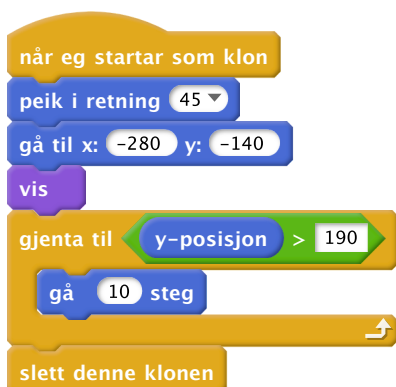 når eg startar som klon
peik i retning 45
gå til x: -280 y: -140
vis
gjenta til y-posisjon > 190
gå 10 steg
slett denne klonen